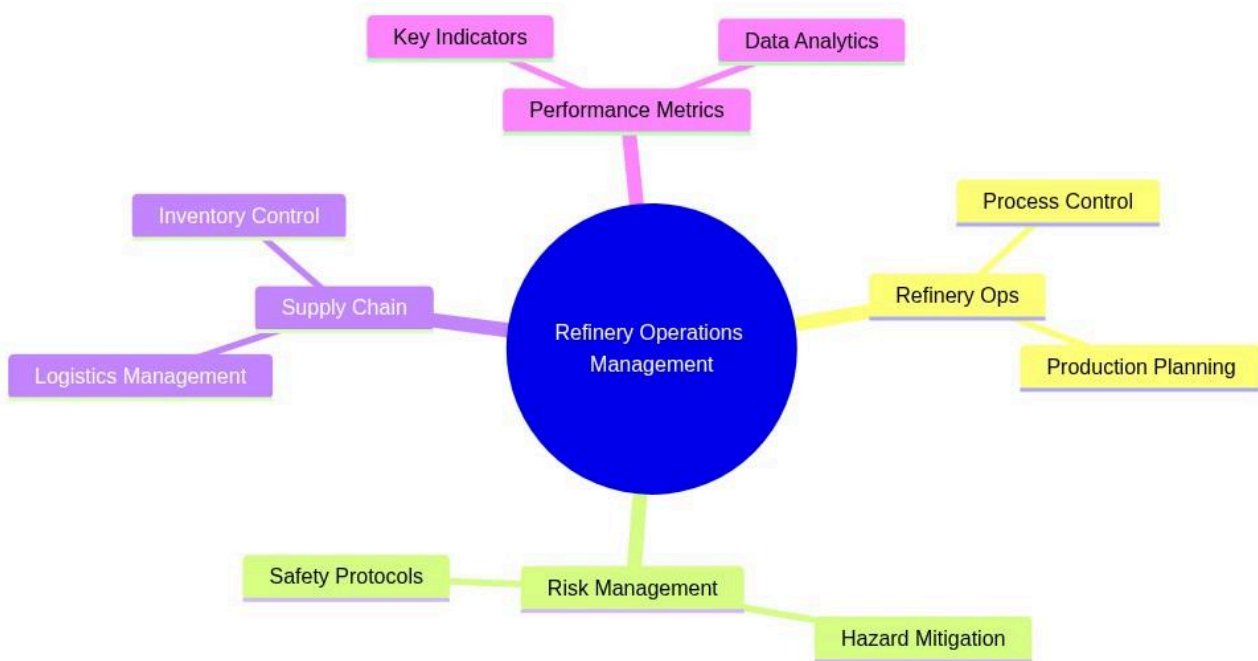 Key Indicators
Data Analytics
Performance Metrics
Process Control
Inventory Control
Refinery Ops
Supply Chain
Refinery Operations
Management
Production Planning
Logistics Management
Safety Protocols
Risk Management
Hazard Mitigation